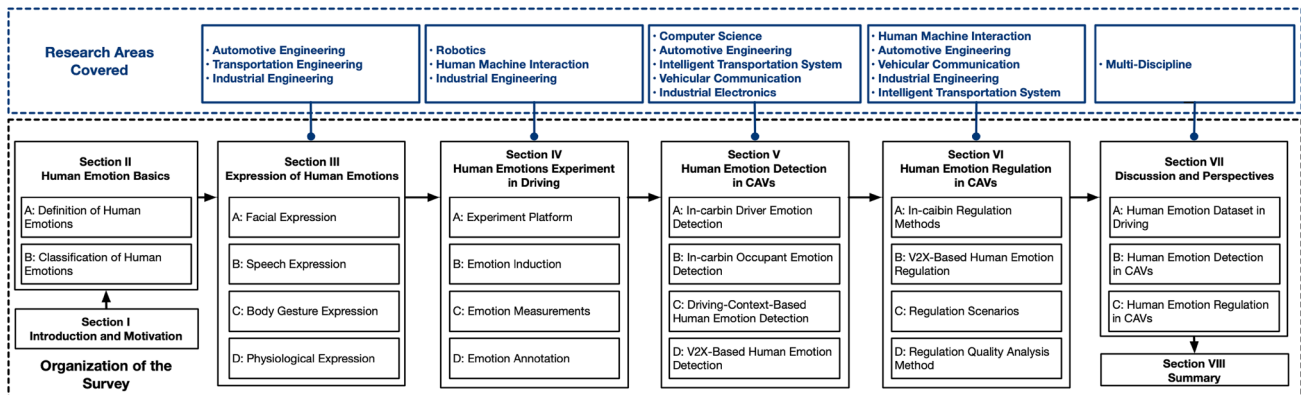 Research Areas
Covered
· Automotive Engineering
· Transportation Engineering
· Industrial Engineering
· Robotics
· Human Machine Interaction
· Industrial Engineering
· Computer Science
· Automotive Engineering
· Intelligent Transportation System
· Vehicular Communication
· Industrial Electronics
· Human Machine Interaction
· Automotive Engineering
· Vehicular Communication
· Industrial Engineering
· Intelligent Transportation System
· Multi-Discipline
Section II
Human Emotion Basics
A: Definition of Human
Emotions
B: Classification of Human
Emotions
Section I
Introduction and Motivation
Organization of the
Survey
Section III
Expression of Human Emotions
A: Facial Expression
B: Speech Expression
C: Body Gesture Expression
D: Physiological Expression
Section IV
Human Emotions Experiment
in Driving
A: Experiment Platform
B: Emotion Induction
C: Emotion Measurements
D: Emotion Annotation
Section V
Human Emotion Detection
in CAVs
A: In-carbin Driver Emotion
Detection
B: In-carbin Occupant Emotion
Detection
C: Driving-Context-Based
Human Emotion Detection
D: V2X-Based Human Emotion
Detection
Section VI
Human Emotion Regulation
in CAVs
A: In-caibin Regulation
Methods
B: V2X-Based Human Emotion
Regulation
C: Regulation Scenarios
D: Regulation Quality Analysis
Method
Section VII
Discussion and Perspectives
A: Human Emotion Dataset in
Driving
B: Human Emotion Detection
in CAVs
C: Human Emotion Regulation
in CAVs
Section VIII
Summary